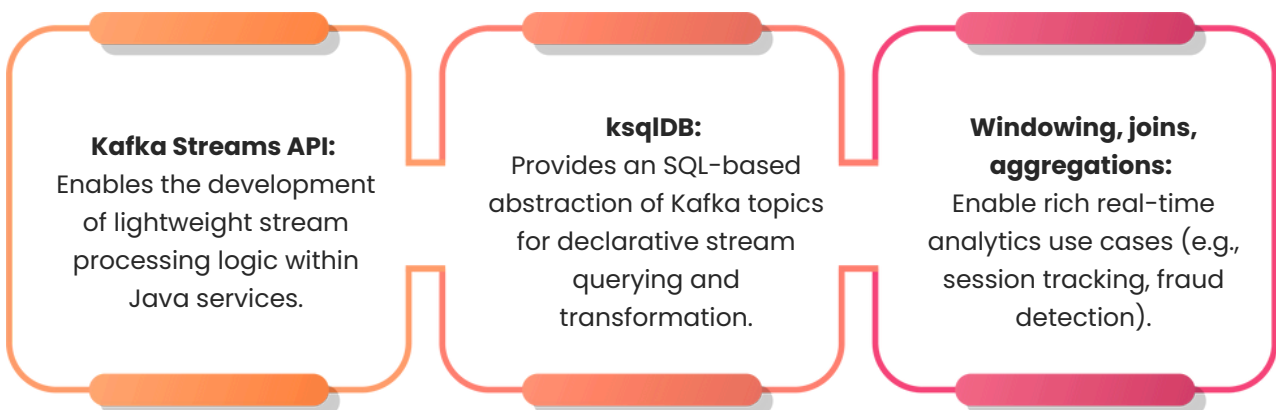 Kafka Streams API:
Enables the development
of lightweight stream
processing logic within
Java services.
ksqlDB:
Provides an SQL-based
abstraction of Kafka topics
for declarative stream
querying and
transformation.
Windowing, joins,
aggregations:
Enable rich real-time
analytics use cases (e.g.,
session tracking, fraud
detection).